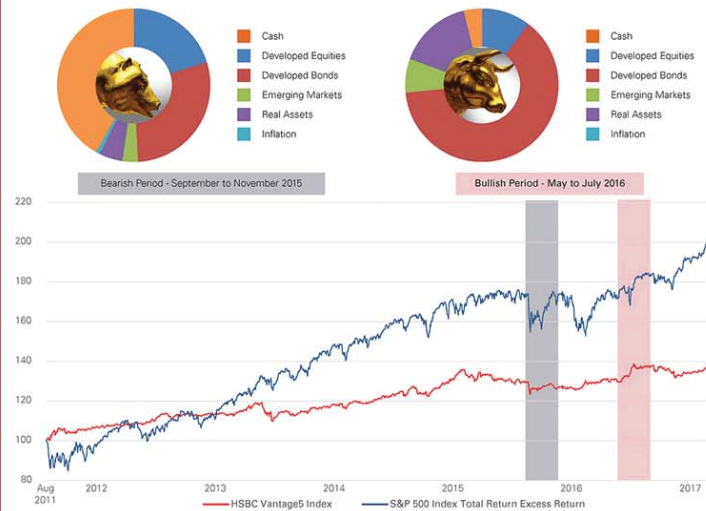 Cash
Developed Equities
Developed Bonds
Emerging Markets
Real Assets
Inflation
Cash
Developed Equities
Developed Bonds
Emerging Markets
Real Assets
Inflation
Bearish Period - September to November 2015
Bullish Period - May to July 2016
220
200
180
160
140
120
100
80
Aug 2012 2013 2014 2015 2016 2017
2011
HSBC Vantage5 Index S&P 500 Index Total Return Excess Return